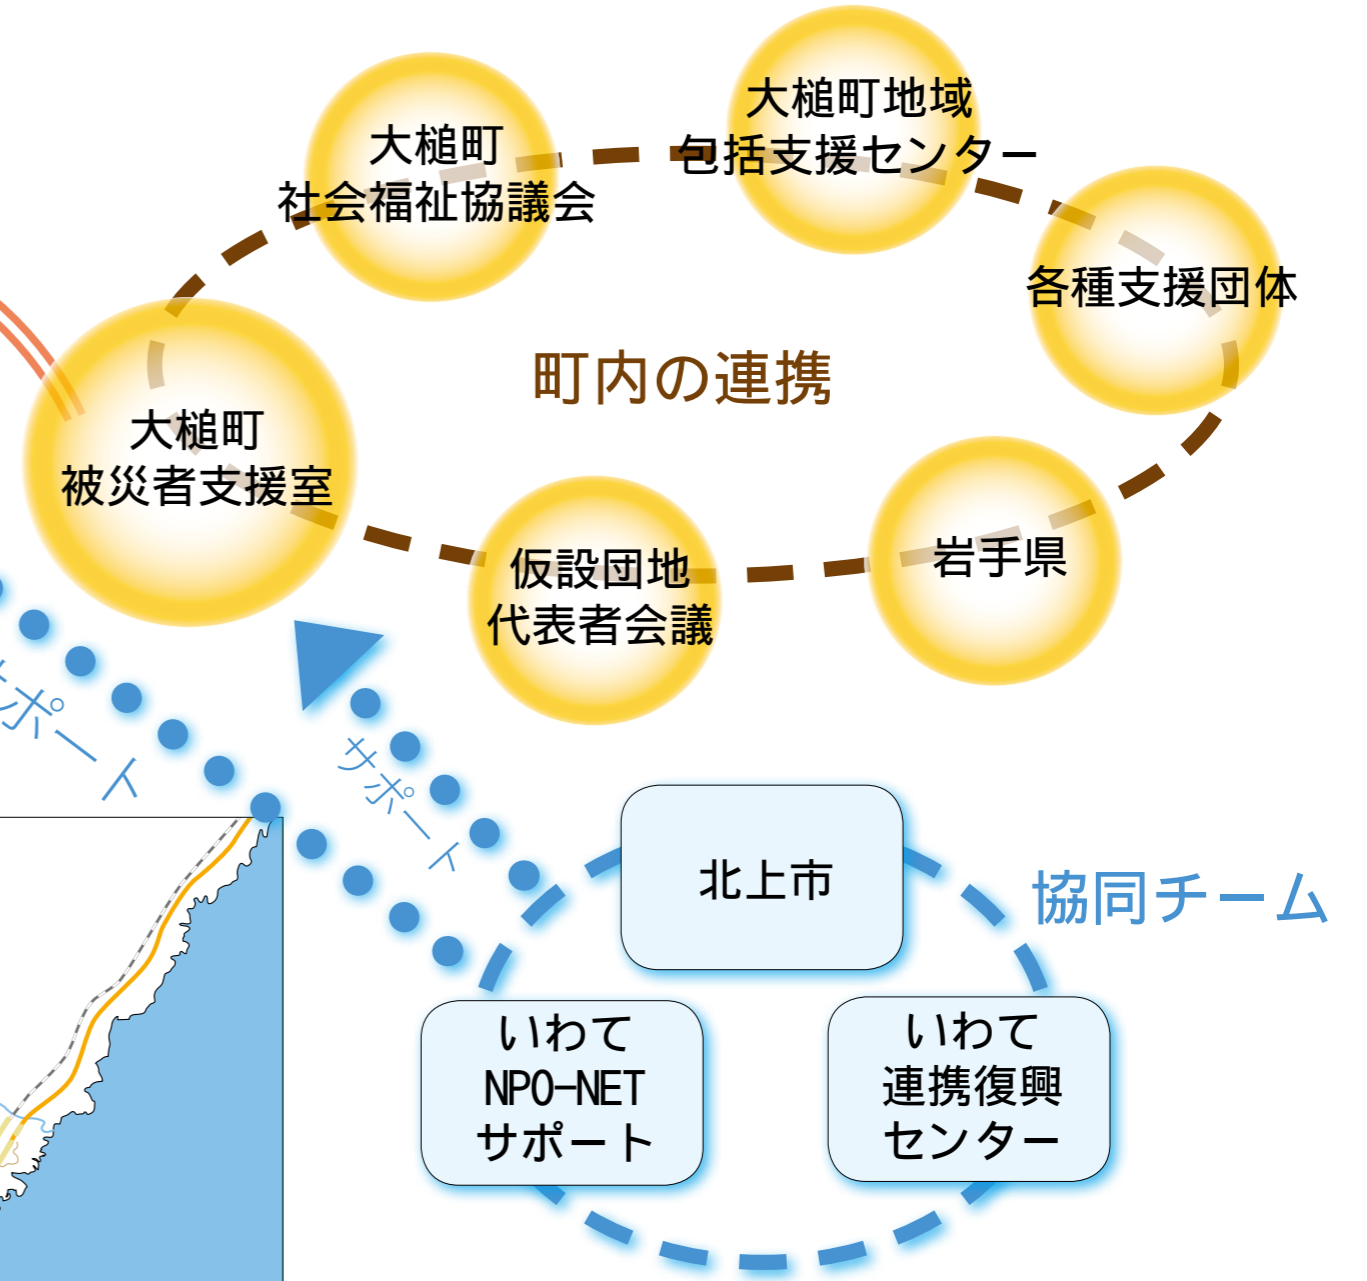 大槌町
社会福祉協議会
大槌町地域
包括支援センター
各種支援団体
町内の連携
大槌町
被災者支援室
仮設団地
代表者会議
岩手県
サポート
サポート
北上市
協同チーム
いわて
NPO-NET
サポート
いわて
連携復興
センター